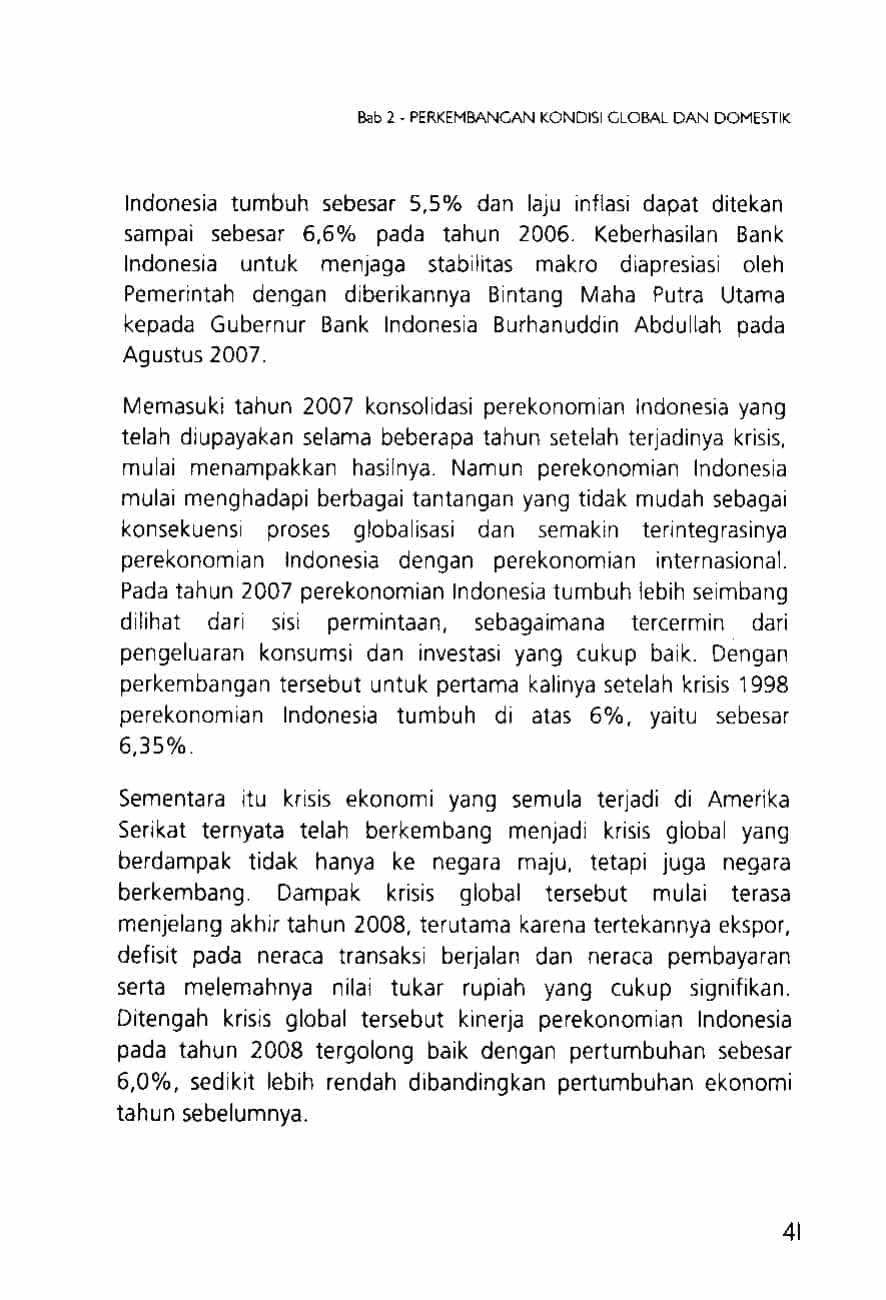 Bab 2 - PERKEMBANGAN KONDISI GLOBAL DAN DOMESTIK
Indonesia tumbuh sebesar 5,5% dan laju inflasi dapat ditekan
sampai sebesar 6,6% pada tahun 2006. Keberhasilan Bank
Indonesia untuk menjaga stabilitas makro diapresiasi oleh
Pemerintah dengan diberikannya Bintang Maha Putra Utama
kepada Gubernur Bank Indonesia Burhanuddin Abdullah pada
Agustus 2007.
Memasuki tahun 2007 konsolidasi perekonomian Indonesia yang
telah diupayakan selama beberapa tahun setelah terjadinya krisis,
mulai menampakkan hasilnya. Namun perekonomian Indonesia
mulai menghadapi berbagai tantangan yang tidak mudah sebagai
konsekuensi proses globalisasi dan semakin terintegrasinya
perekonomian Indonesia dengan perekonomian internasional.
Pada tahun 2007 perekonomian Indonesia tumbuh lebih seimbang
dilihat dari sisi permintaan, sebagaimana tercermin dari
pengeluaran konsumsi dan investasi yang cukup baik. Dengan
perkembangan tersebut untuk pertama kalinya setelah krisis 1998
perekonomian Indonesia tumbuh di atas 6%, yaitu sebesar
6,35%.
Sementara itu krisis ekonomi yang semula terjadi di Amerika
Serikat ternyata telah berkembang menjadi krisis global yang
berdampak tidak hanya ke negara maju, tetapi juga negara
berkembang. Dampak krisis global tersebut mulai terasa
menjelang akhir tahun 2008, terutama karena tertekannya ekspor,
defisit pada neraca transaksi berjalan dan neraca pembayaran
serta melemahnya nilai tukar rupiah yang cukup signifikan.
Ditengah krisis global tersebut kinerja perekonomian Indonesia
pada tahun 2008 tergolong baik dengan pertumbuhan sebesar
6,0%, sedikit lebih rendah dibandingkan pertumbuhan ekonomi
tahun sebelumnya.
41